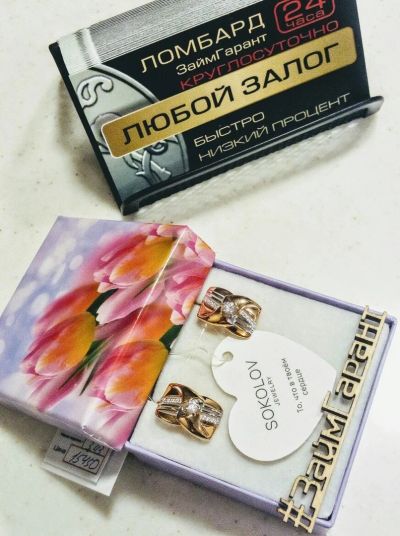 ЛОМБАРД
24
часа
ЗаймГарант
КРУГЛОСУТОЧНО
ЛЮБОЙ ЗАЛОГ
БЫСТРО
НИЗКИЙ ПРОЦЕНТ
SOKOLOV
JEWELRY
То,
что в твоём
сердце
#ЗаймГарант